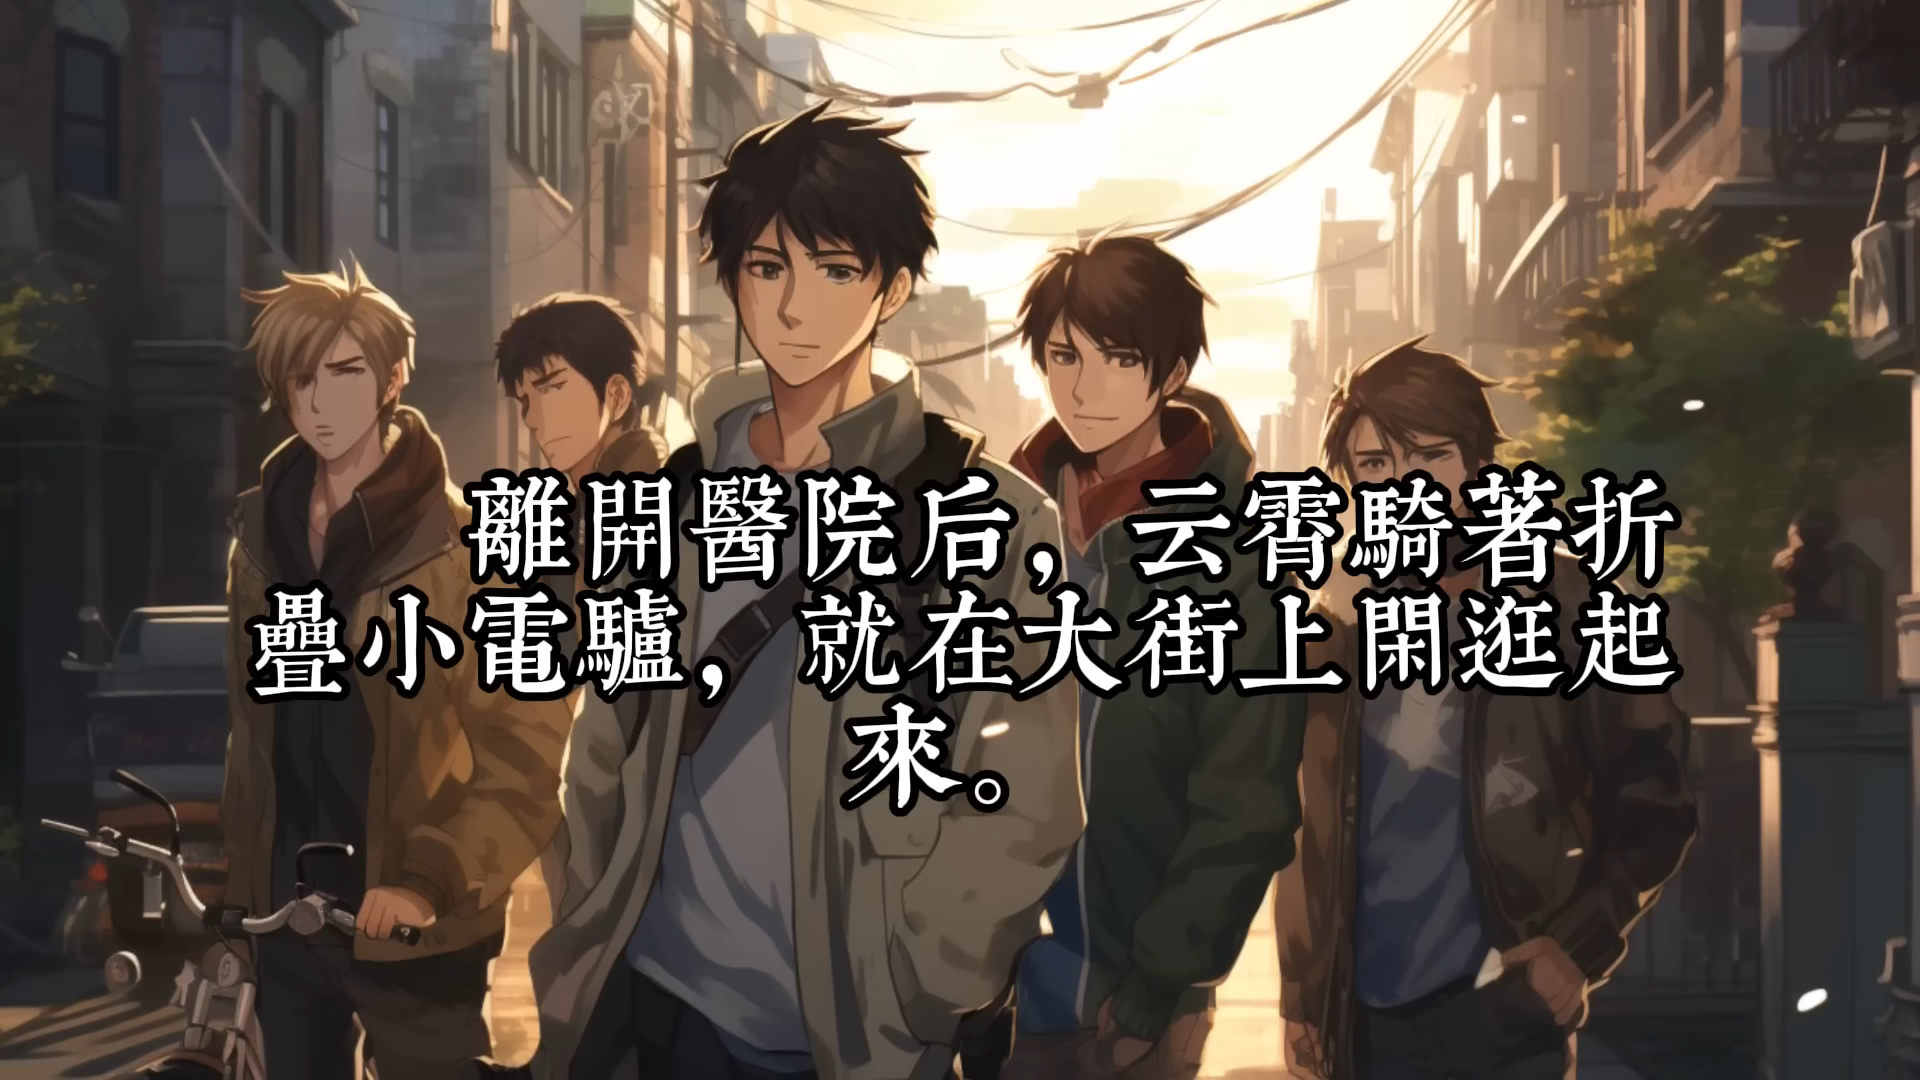 離開醫院后，云霄騎著折
疊小電驢，就在大街上閑逛起
來。